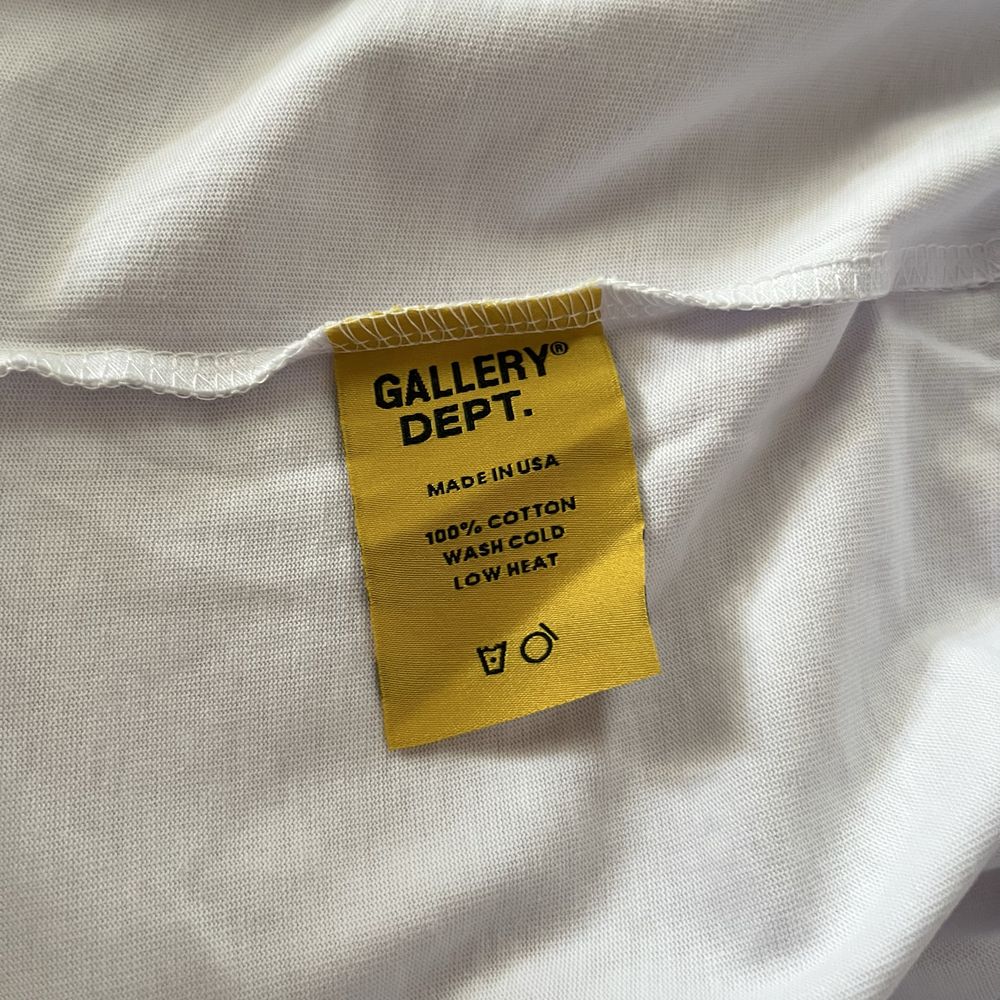 GALLERY®
DEPT.
MADE IN USA
100% COTTON
WASH COLD
LOW HEAT